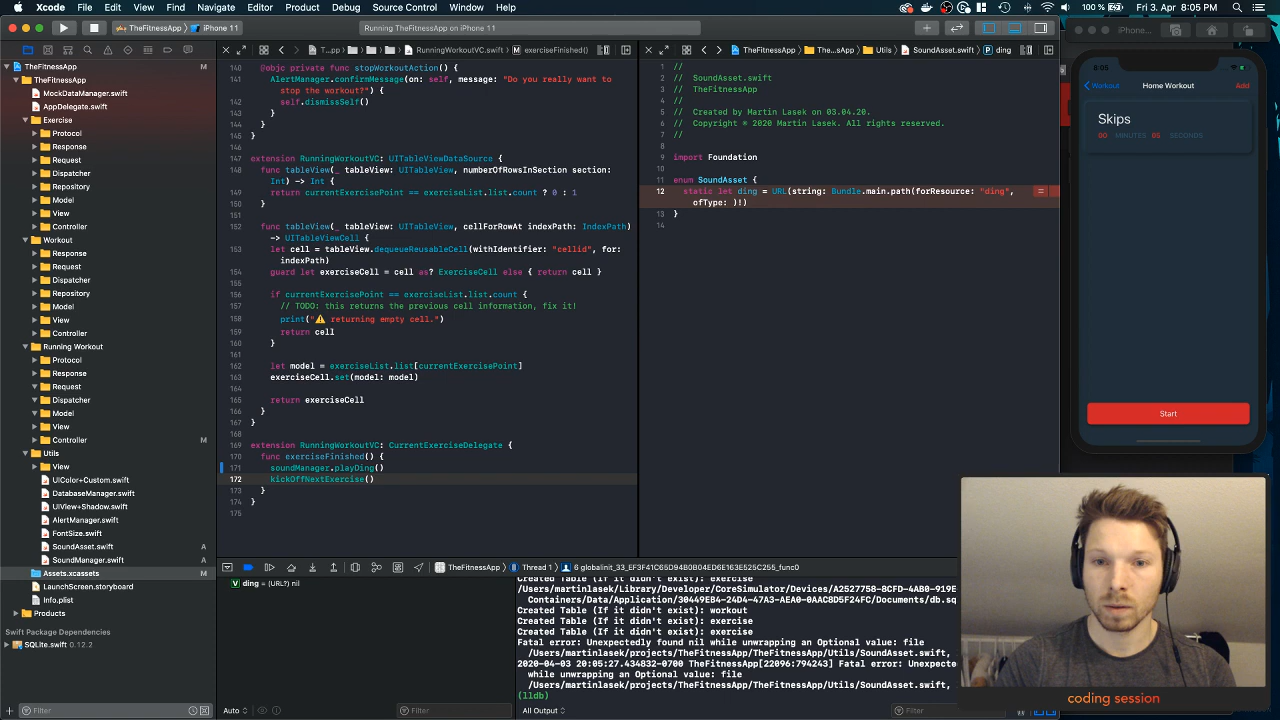 Xcode File Edit View Find Navigate Editor Product Debug Source Control Window Help
100 % Fri 3. Apr 8:05 PM
TheFitnessApp iPhone 11
Running TheFitnessApp on iPhone 11
iPhone...
TheFitnessApp M
TheFitnessApp
MockDataManager.swift
AppDelegate.swift
Exercise
Protocol
Response
Request
Dispatcher
Repository
Model
View
Controller
Workout
Response
Request
Dispatcher
Repository
Model
View
Controller
Running Workout
Protocol
Response
Request
Dispatcher
Model
View
Controller M
Utils
View
UIColor+Custom.swift
DatabaseManager.swift
UIView+Shadow.swift
AlertManager.swift
FontSize.swift
SoundAsset.swift A
SoundManager.swift A
Assets.xcassets M
LaunchScreen.storyboard
Info.plist
Products
Swift Package Dependencies
SQLite.swift 0.12.2
Filter
T...pp RunningWorkoutVC.swift M exerciseFinished()
140 @objc private func stopWorkoutAction() {
141 AlertManager.confirmMessage(on: self, message: "Do you really want to
stop the workout?") {
142 self.dismissSelf()
143 }
144 }
145 }
146
147 extension RunningWorkoutVC: UITableViewDataSource {
148 func tableView(_ tableView: UITableView, numberOfRowsInSection section:
Int) -> Int {
149 return currentExercisePoint == exerciseList.list.count ? 0 : 1
150 }
151
152 func tableView(_ tableView: UITableView, cellForRowAt indexPath: IndexPath)
-> UITableViewCell {
153 let cell = tableView.dequeueReusableCell(withIdentifier: "cellid", for:
indexPath)
154 guard let exerciseCell = cell as? ExerciseCell else { return cell }
155
156 if currentExercisePoint == exerciseList.list.count {
157 // TODO: this returns the previous cell information, fix it!
158 print("⚠️ returning empty cell.")
159 return cell
160 }
161
162 let model = exerciseList.list[currentExercisePoint]
163 exerciseCell.set(model: model)
164
165 return exerciseCell
166 }
167 }
168
169 extension RunningWorkoutVC: CurrentExerciseDelegate {
170 func exerciseFinished() {
171 soundManager.playDing()
172 kickOffNextExercise()
173 }
174 }
175
TheFitnessApp The...sApp Utils SoundAsset.swift P ding
1 //
2 // SoundAsset.swift
3 // TheFitnessApp
4 //
5 // Created by Martin Lasek on 03.04.20.
6 // Copyright © 2020 Martin Lasek. All rights reserved.
7 //
8
9 import Foundation
10
11 enum SoundAsset {
12 static let ding = URL(string: Bundle.main.path(forResource: "ding",
ofType: )!)
13 }
14
TheFitnessApp Thread 1 6 globalinit_33_EF3F41C65D94B0B04ED6E163E525C255_func0
V ding = (URL?) nil
Auto Filter
Created Table (If it didn't exist): exercise
/Users/martinlasek/Library/Developer/CoreSimulator/Devices/A2527758-BCFD-4AB0-919E
Containers/Data/Application/30449EB4-24D4-47A3-AEA0-0AAC8D5F24FC/Documents/db.sq
Created Table (If it didn't exist): workout
Created Table (If it didn't exist): exercise
Created Table (If it didn't exist): exercise
Fatal error: Unexpectedly found nil while unwrapping an Optional value: file
/Users/martinlasek/projects/TheFitnessApp/TheFitnessApp/Utils/SoundAsset.swift,
2020-04-03 20:05:27.434832-0700 TheFitnessApp[22096:794243] Fatal error: Unexpecte
while unwrapping an Optional value: file
/Users/martinlasek/projects/TheFitnessApp/TheFitnessApp/Utils/SoundAsset.swift,
(lldb)
All Output Filter
8:05
Workout Home Workout Add
Skips
00 MINUTES 05 SECONDS
Start
coding session